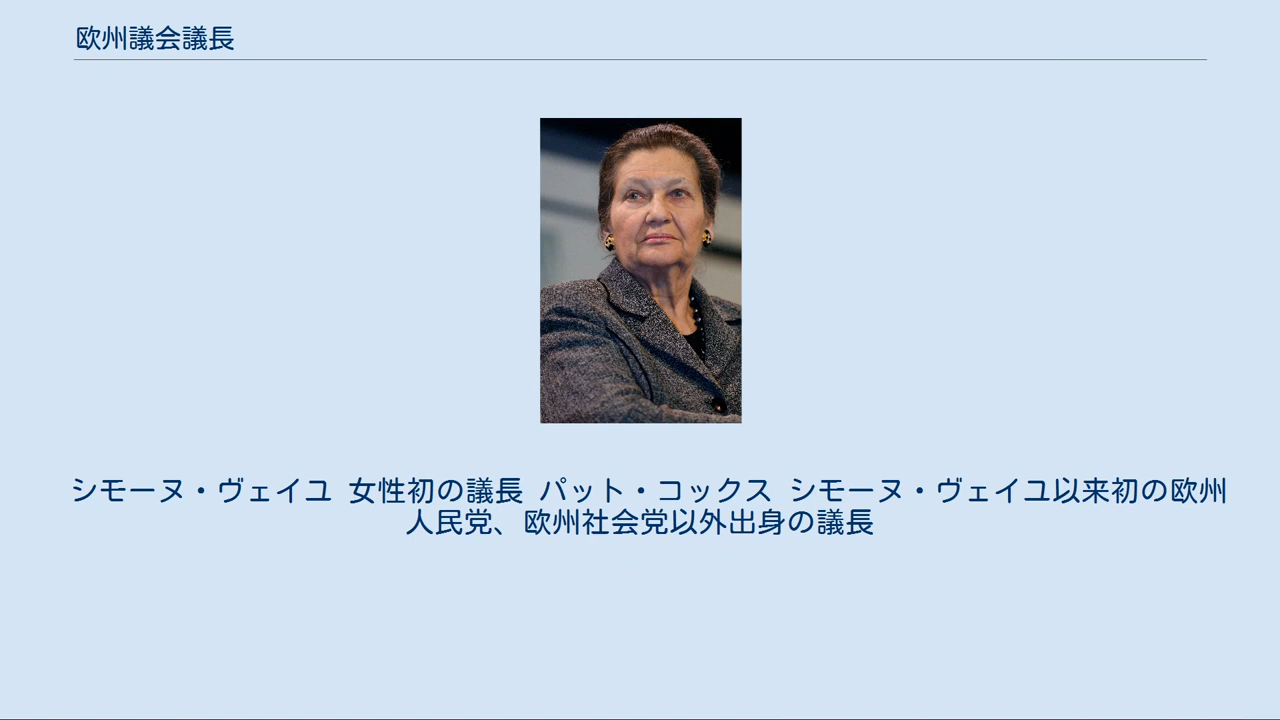 欧州議会議長
シモーヌ・ヴェイユ 女性初の議長 パット・コックス シモーヌ・ヴェイユ以来初の欧州
人民党、欧州社会党以外出身の議長